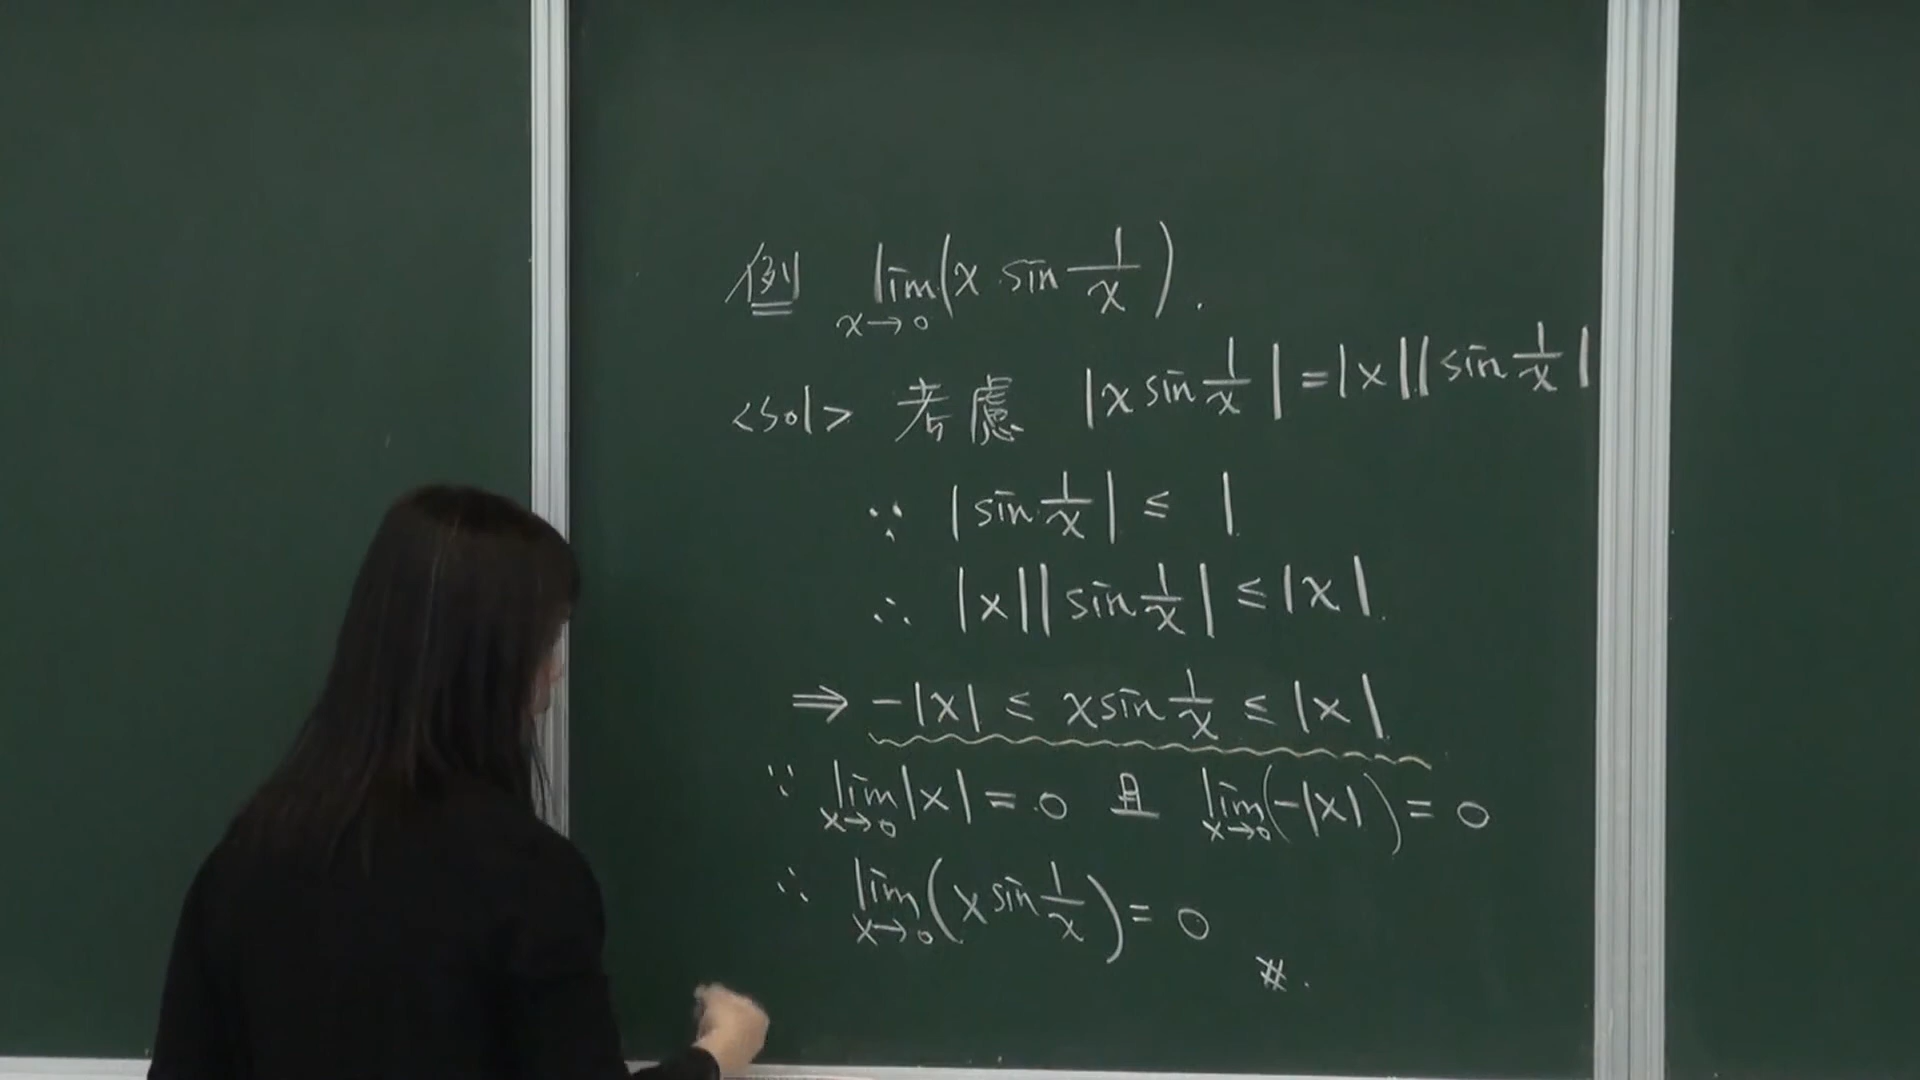 例 lim_{x→0} (x sin 1/x).
<sol> 考慮 |x sin 1/x| = |x||sin 1/x|
∵ |sin 1/x| ≤ 1
∴ |x||sin 1/x| ≤ |x|.
⇒ -|x| ≤ x sin 1/x ≤ |x|
∵ lim_{x→0} |x| = 0 且 lim_{x→0} (-|x|) = 0
∴ lim_{x→0} (x sin 1/x) = 0
#.